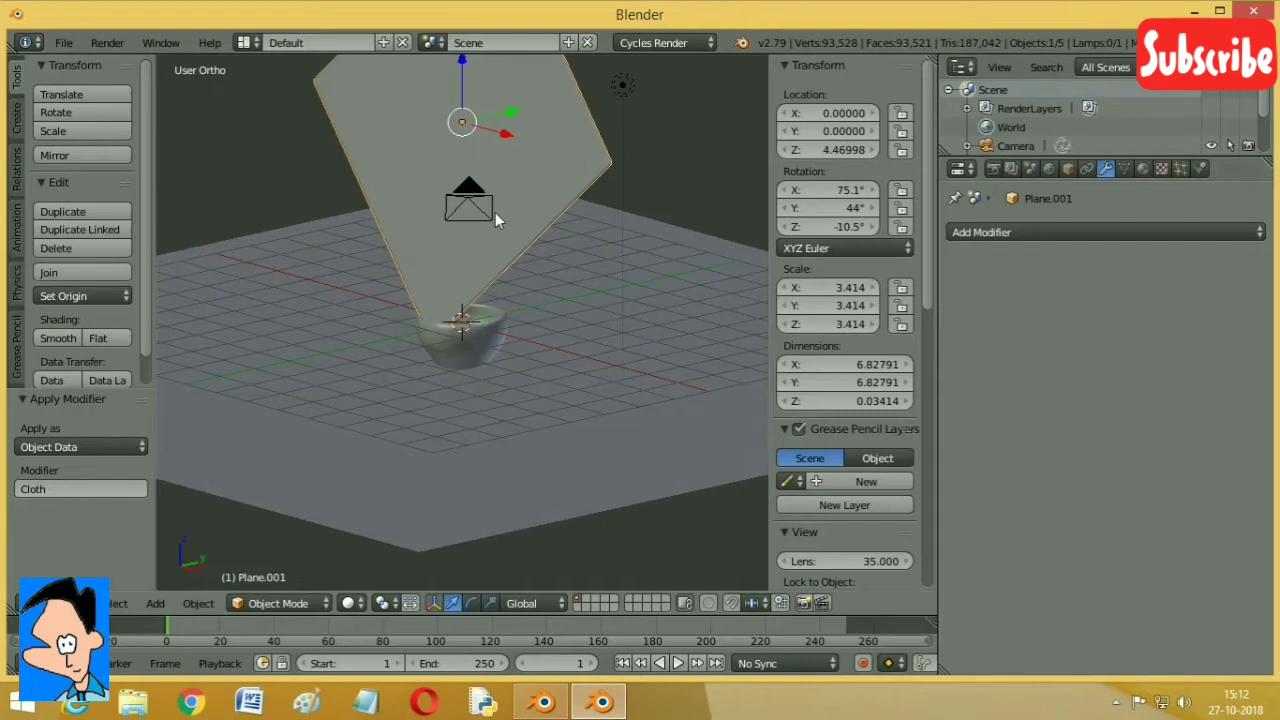 Blender
Subscribe
File Render Window Help Default Scene Cycles Render v2.79 | Verts:93,528 | Faces:93,521 | Tris:187,042 | Objects:1/5 | Lamps:0/1 |
View Search All Scenes
Scene
RenderLayers
World
Camera
Plane.001
Add Modifier
Tools
Create
Relations
Animation
Physics
Grease Pencil
Transform
Translate
Rotate
Scale
Mirror
Edit
Duplicate
Duplicate Linked
Delete
Join
Set Origin
Shading:
Smooth Flat
Data Transfer:
Data Data La
Apply Modifier
Apply as
Object Data
Modifier
Cloth
User Ortho
z
y
(1) Plane.001
Transform
Location:
X: 0.00000
Y: 0.00000
Z: 4.46998
Rotation:
X: 75.1°
Y: 44°
Z: -10.5°
XYZ Euler
Scale:
X: 3.414
Y: 3.414
Z: 3.414
Dimensions:
X: 6.82791
Y: 6.82791
Z: 0.03414
Grease Pencil Layers
Scene Object
New
New Layer
View
Lens: 35.000
Lock to Object:
lect Add Object Object Mode Global
0 20 40 60 80 100 120 140 160 180 200 220 240 260
arker Frame Playback Start: 1 End: 250 1 No Sync
15:12
27-10-2018